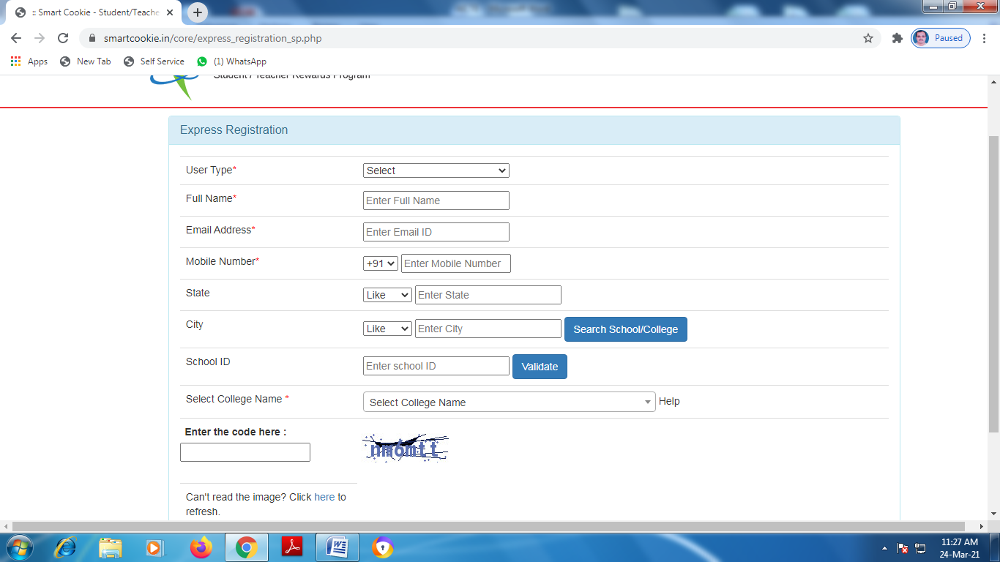 :: Smart Cookie - Student/Teache
smartcookie.in/core/express_registration_sp.php
Paused
Apps
New Tab
Self Service
(1) WhatsApp
Student / Teacher Rewards Program
Express Registration
User Type*
Select
Full Name*
Enter Full Name
Email Address*
Enter Email ID
Mobile Number*
+91
Enter Mobile Number
State
Like
Enter State
City
Like
Enter City
Search School/College
School ID
Enter school ID
Validate
Select College Name *
Select College Name
Help
Enter the code here :
nm6mtt
Can't read the image? Click here to
refresh.
11:27 AM
24-Mar-21